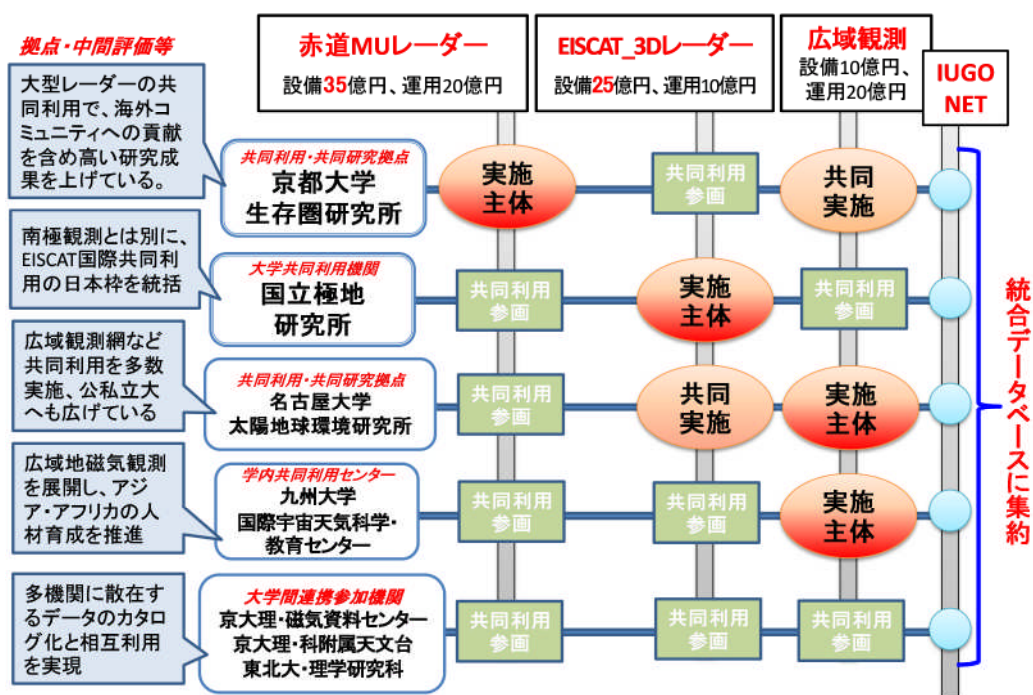 拠点・中間評価等
赤道MUレーダー
設備35億円、運用20億円
EISCAT_3Dレーダー
設備25億円、運用10億円
広域観測
設備10億円、
運用20億円
IUGO
NET
大型レーダーの共
同利用で、海外コ
ミュニティへの貢献
を含め高い研究成
果を上げている。
共同利用・共同研究拠点
京都大学
生存圏研究所
実施
主体
共同利用
参画
共同
実施
南極観測とは別に、
EISCAT国際共同利
用の日本枠を統括
大学共同利用機関
国立極地
研究所
共同利用
参画
実施
主体
共同利用
参画
広域観測網など
共同利用を多数
実施、公私立大
へも広げている
共同利用・共同研究拠点
名古屋大学
太陽地球環境研究所
共同利用
参画
共同
実施
実施
主体
広域地磁気観測
を展開し、アジ
ア・アフリカの人
材育成を推進
学内共同利用センター
九州大学
国際宇宙天気科学・
教育センター
共同利用
参画
共同利用
参画
実施
主体
多機関に散在す
るデータのカタロ
グ化と相互利用
を実現
大学間連携参加機関
京大理・磁気資料センター
京大理・科附属天文台
東北大・理学研究科
共同利用
参画
共同利用
参画
共同利用
参画
統合データベースに集約